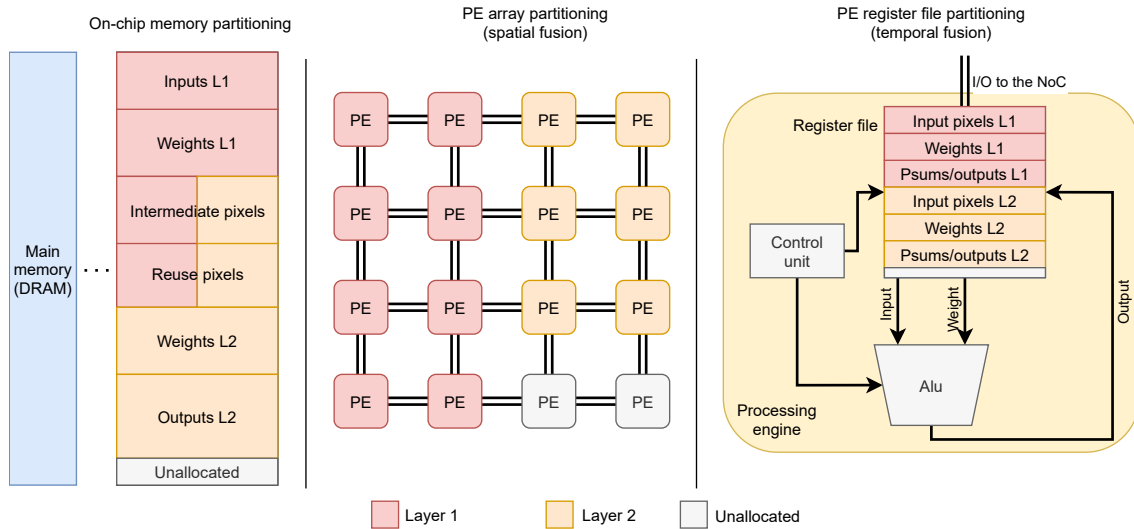 On-chip memory partitioning
Main
memory
(DRAM)
...
Inputs L1
Weights L1
Intermediate pixels
Reuse pixels
Weights L2
Outputs L2
Unallocated
PE array partitioning
(spatial fusion)
PE PE PE PE
PE PE PE PE
PE PE PE PE
PE PE PE PE
PE register file partitioning
(temporal fusion)
I/O to the NoC
Register file
Input pixels L1
Weights L1
Psums/outputs L1
Input pixels L2
Weights L2
Psums/outputs L2
Control
unit
Input
Weight
Output
Alu
Processing
engine
Layer 1
Layer 2
Unallocated